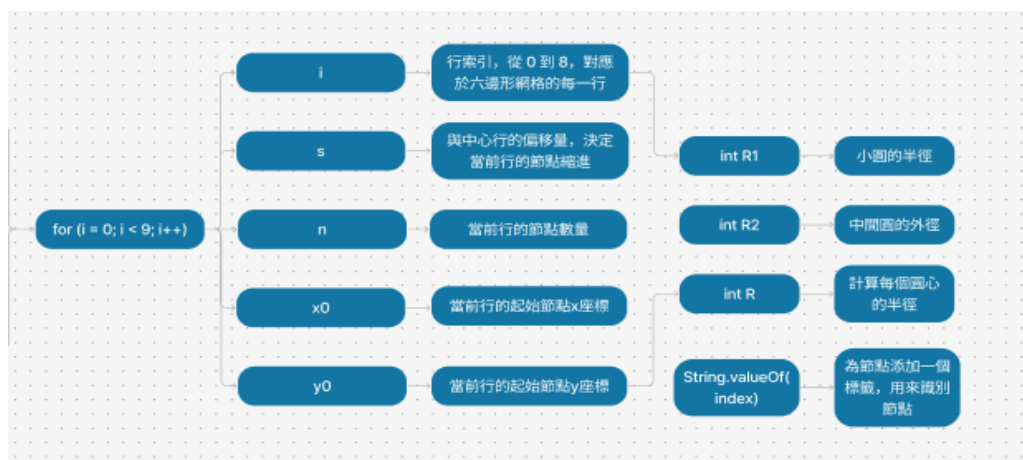 for (i = 0; i < 9; i++)
i
行索引，從 0 到 8，對應
於六邊形網格的每一行
s
與中心行的偏移量，決定
當前行的節點縮進
n
當前行的節點數量
x0
當前行的起始節點x座標
y0
當前行的起始節點y座標
int R1
小圓的半徑
int R2
中間圓的外徑
int R
計算每個圓心
的半徑
String.valueOf(
index)
為節點添加一個
標籤，用來識別
節點